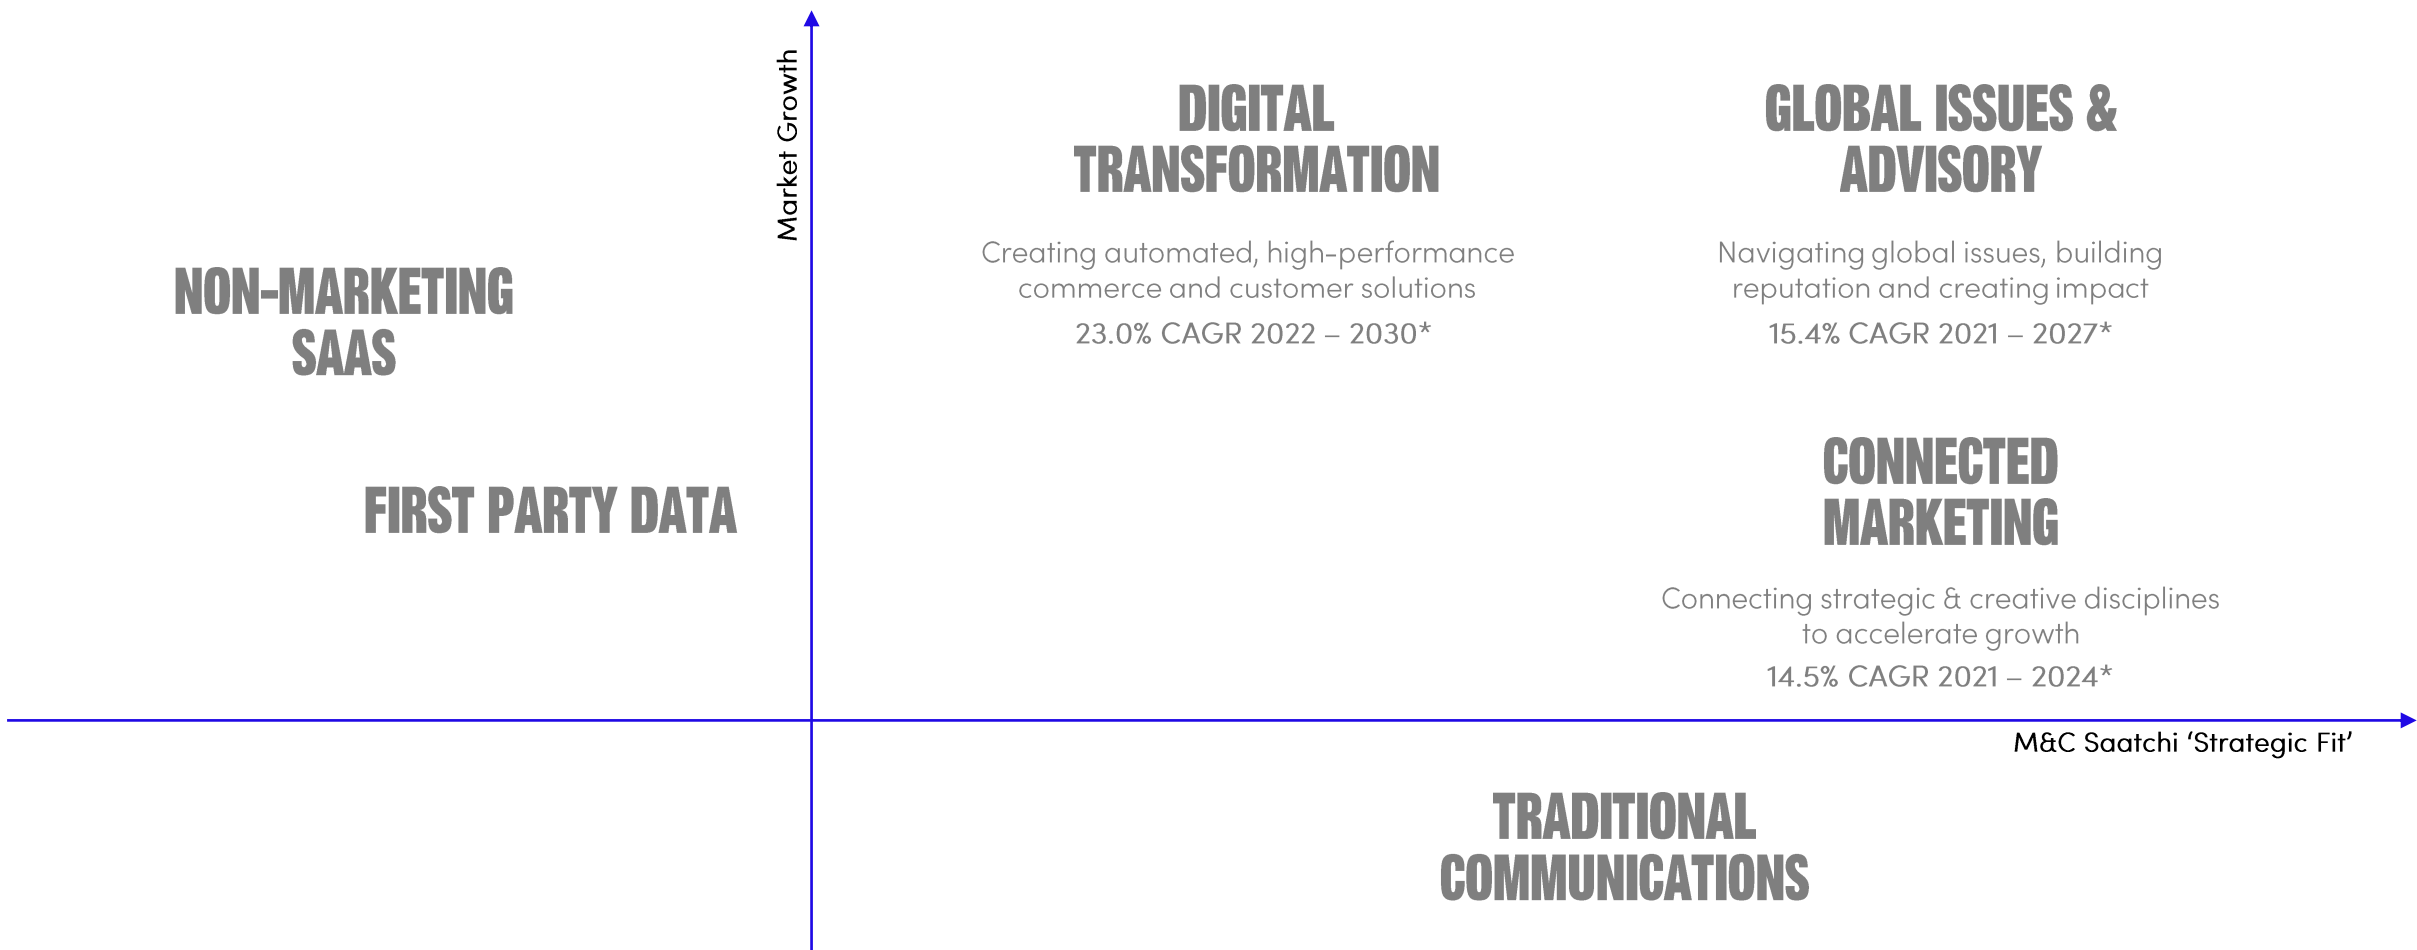 Market Growth
DIGITAL
TRANSFORMATION
Creating automated, high-performance
commerce and customer solutions
23.0% CAGR 2022 – 2030*
GLOBAL ISSUES &
ADVISORY
Navigating global issues, building
reputation and creating impact
15.4% CAGR 2021 – 2027*
NON-MARKETING
SAAS
FIRST PARTY DATA
CONNECTED
MARKETING
Connecting strategic & creative disciplines
to accelerate growth
14.5% CAGR 2021 – 2024*
M&C Saatchi ‘Strategic Fit’
TRADITIONAL
COMMUNICATIONS